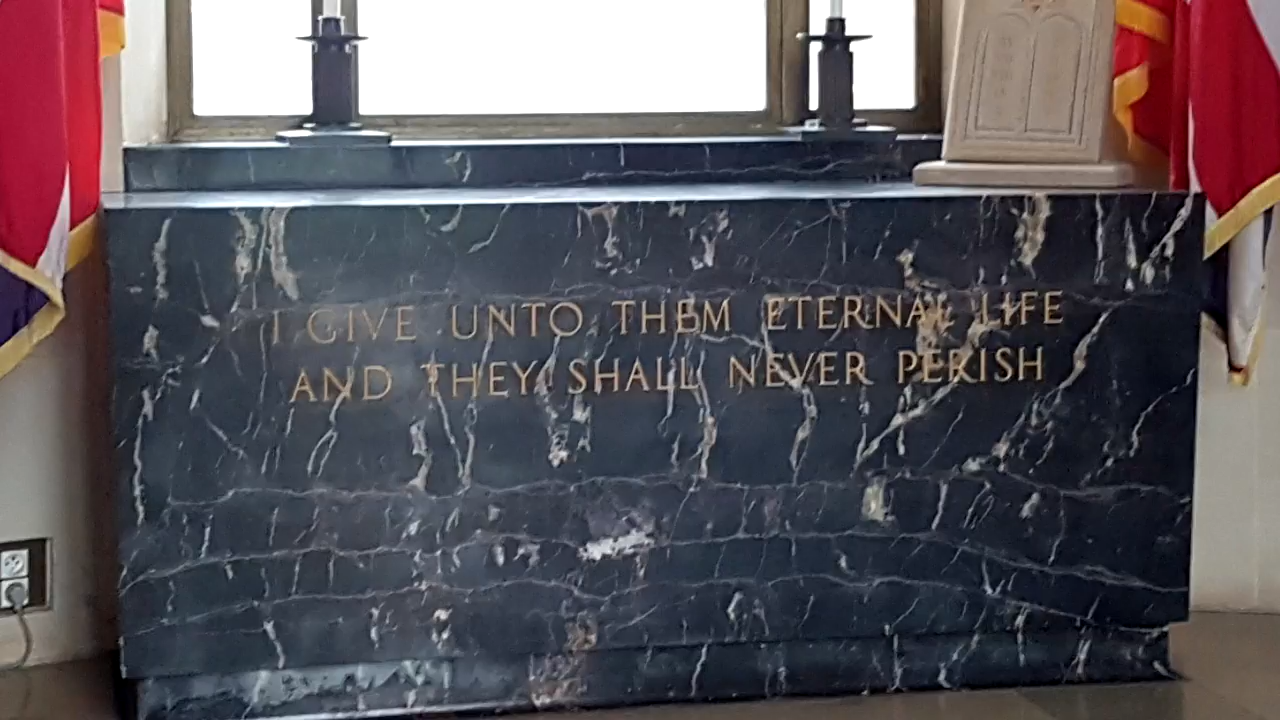 I GIVE UNTO THEM ETERNAL LIFE
AND THEY SHALL NEVER PERISH